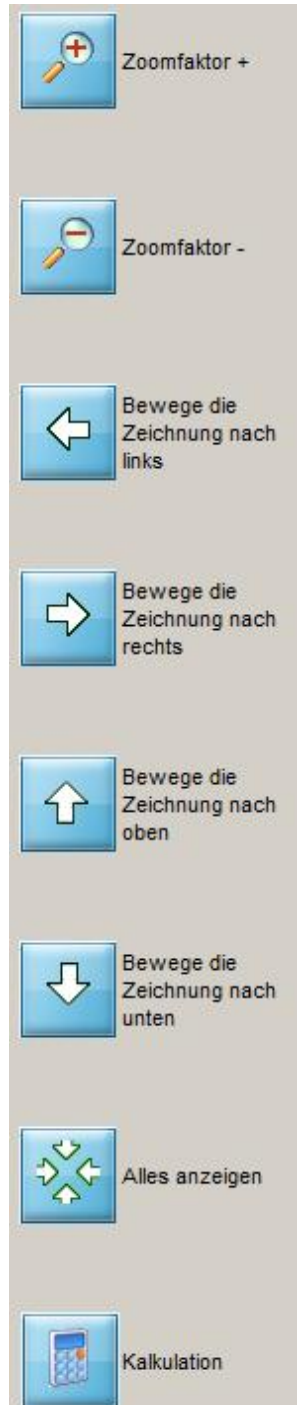 Zoomfaktor +
Zoomfaktor -
Bewege die
Zeichnung nach
links
Bewege die
Zeichnung nach
rechts
Bewege die
Zeichnung nach
oben
Bewege die
Zeichnung nach
unten
Alles anzeigen
Kalkulation